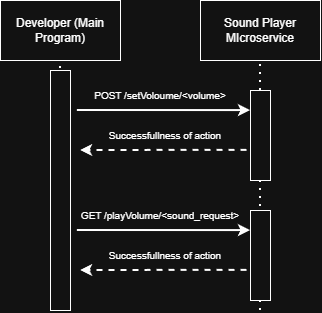 Developer (Main
Program)
Sound Player
MIcroservice
POST /setVoloume/<volume>
Successfullness of action
GET /playVolume/<sound_request>
Successfullness of action